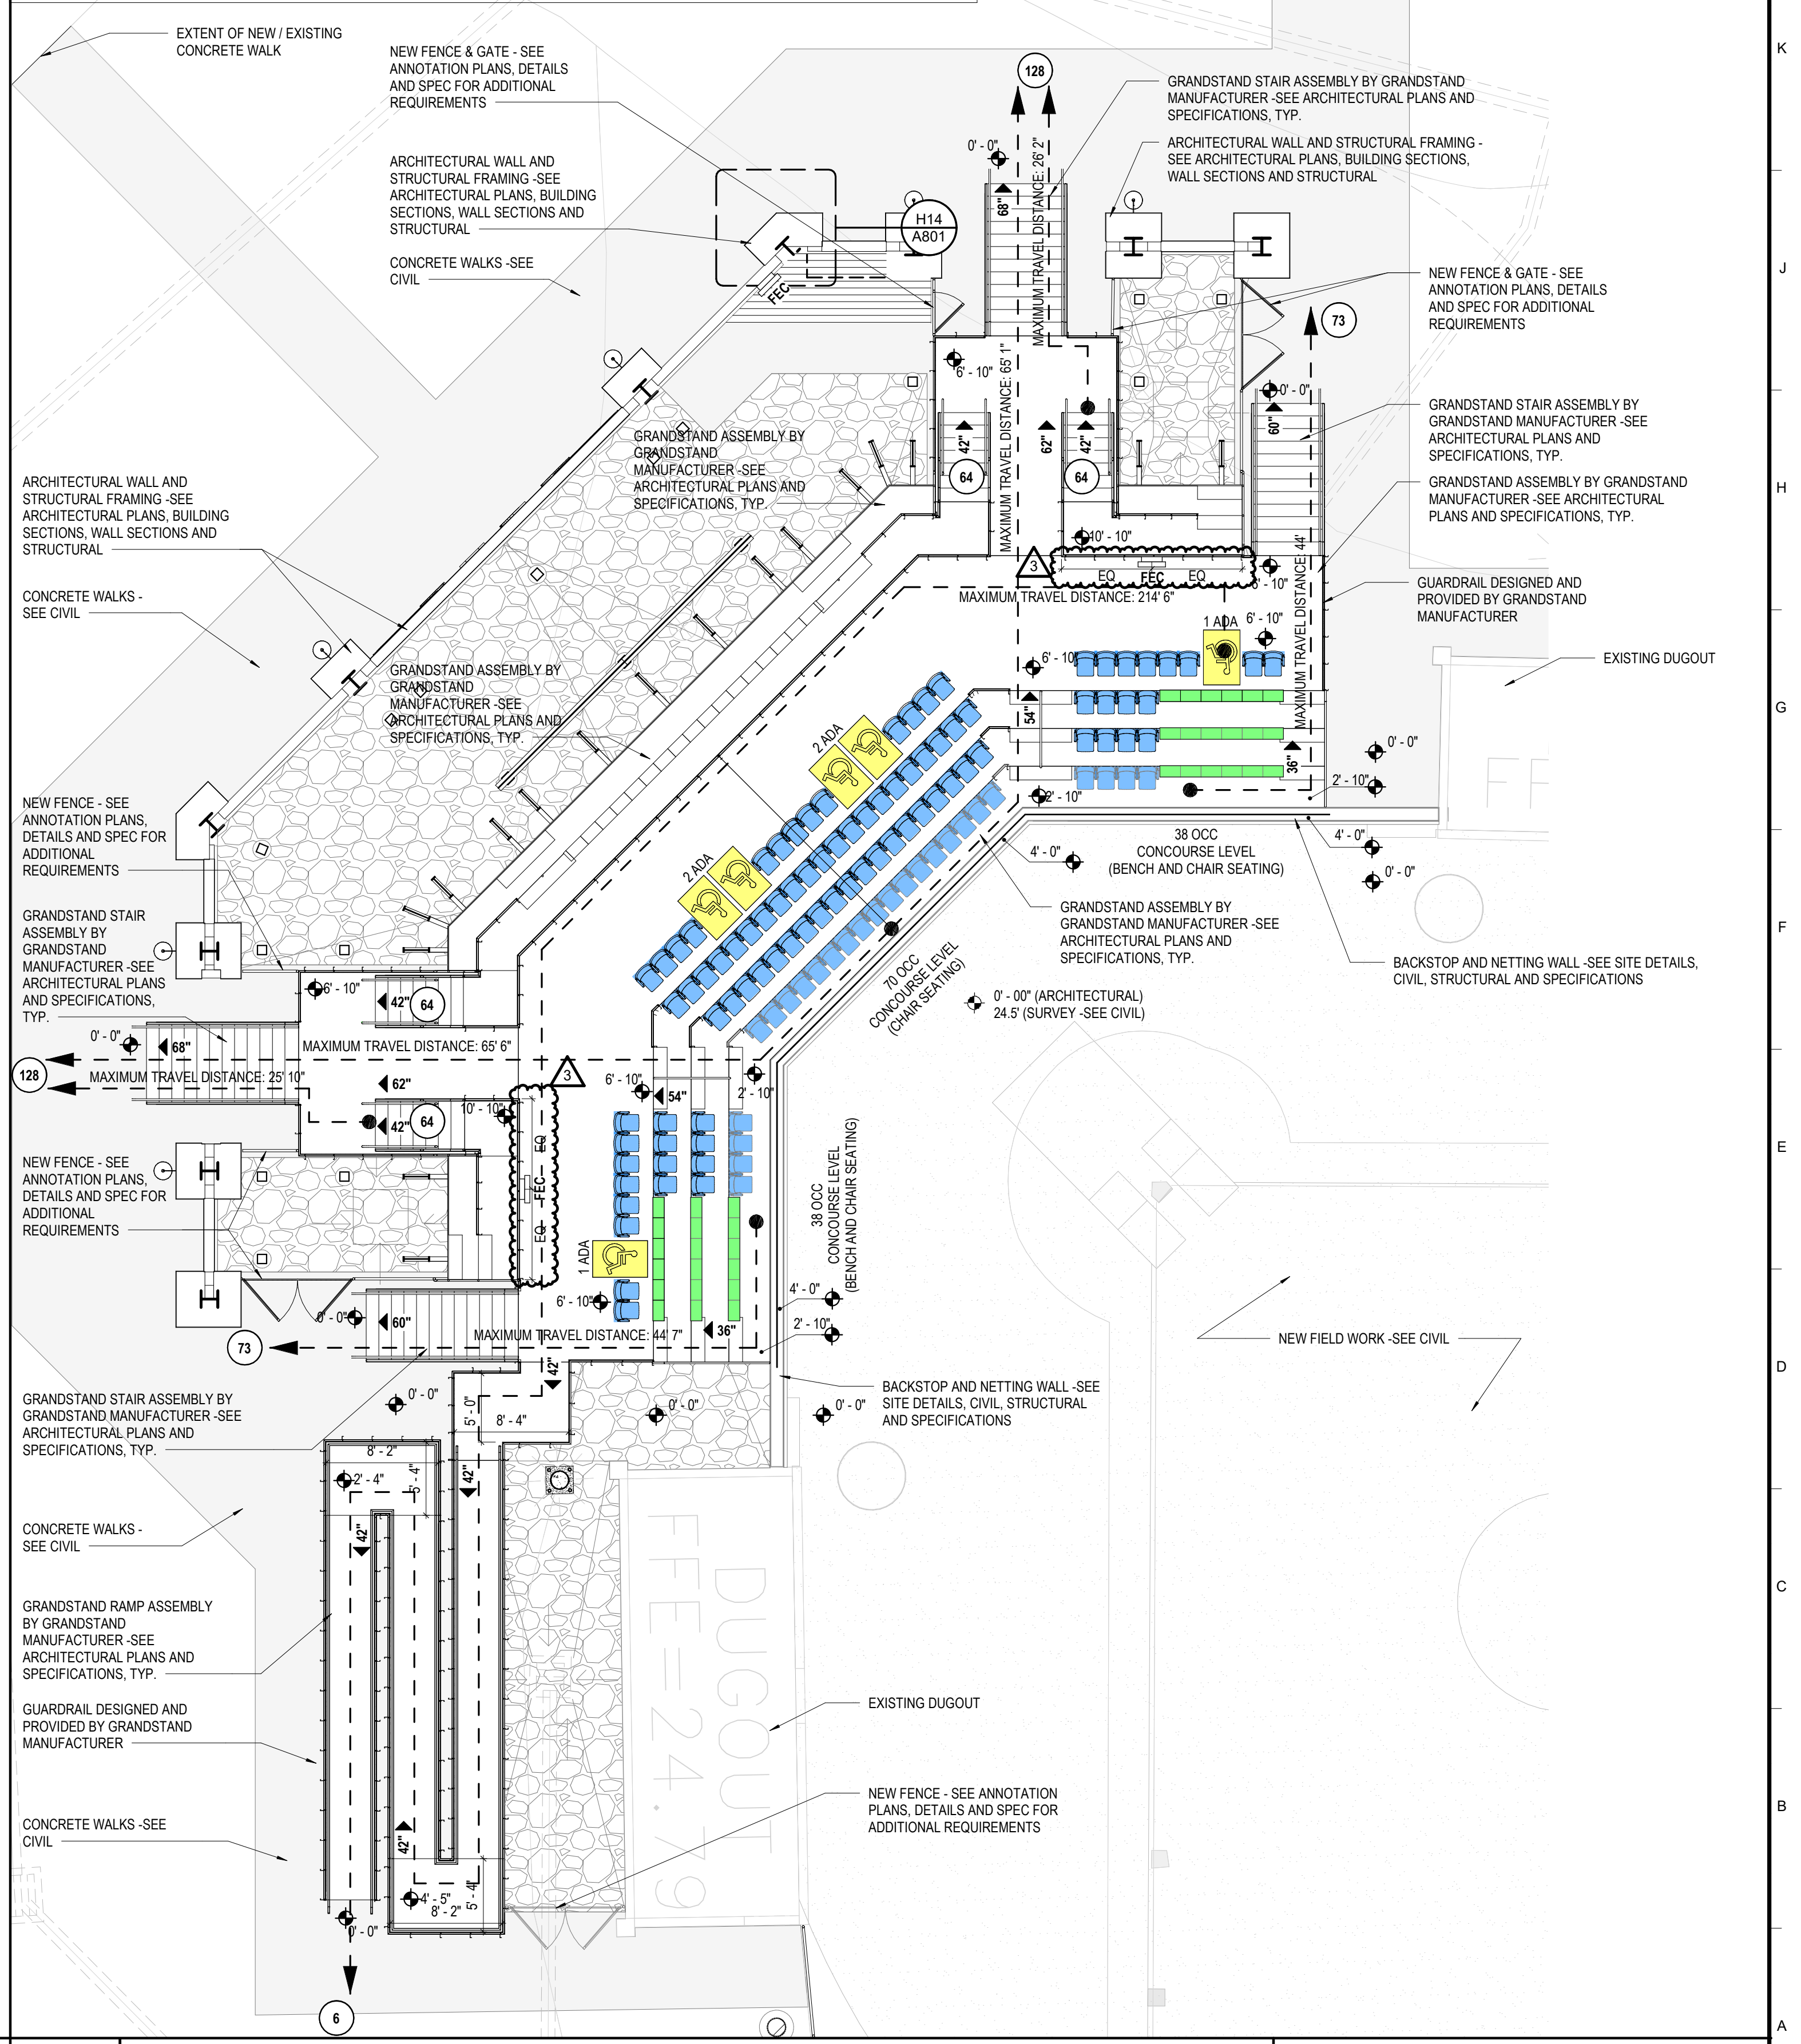 EXTENT OF NEW / EXISTING
CONCRETE WALK
NEW FENCE & GATE - SEE
ANNOTATION PLANS, DETAILS
AND SPEC FOR ADDITIONAL
REQUIREMENTS
ARCHITECTURAL WALL AND
STRUCTURAL FRAMING -SEE
ARCHITECTURAL PLANS, BUILDING
SECTIONS, WALL SECTIONS AND
STRUCTURAL
CONCRETE WALKS -SEE
CIVIL
128
GRANDSTAND STAIR ASSEMBLY BY GRANDSTAND
MANUFACTURER -SEE ARCHITECTURAL PLANS AND
SPECIFICATIONS, TYP.
ARCHITECTURAL WALL AND STRUCTURAL FRAMING -
SEE ARCHITECTURAL PLANS, BUILDING SECTIONS,
WALL SECTIONS AND STRUCTURAL
K
J
H
G
F
E
D
C
B
A
0' - 0"
68"
MAXIMUM TRAVEL DISTANCE: 26' 2"
H14
A801
FEC
NEW FENCE & GATE - SEE
ANNOTATION PLANS, DETAILS
AND SPEC FOR ADDITIONAL
REQUIREMENTS
73
6' - 10"
MAXIMUM TRAVEL DISTANCE: 65' 1"
0' - 0"
60"
42"
62"
42"
64
64
GRANDSTAND STAIR ASSEMBLY BY
GRANDSTAND MANUFACTURER -SEE
ARCHITECTURAL PLANS AND
SPECIFICATIONS, TYP.
GRANDSTAND ASSEMBLY BY GRANDSTAND
MANUFACTURER -SEE ARCHITECTURAL
PLANS AND SPECIFICATIONS, TYP.
GRANDSTAND ASSEMBLY BY
GRANDSTAND
MANUFACTURER -SEE
ARCHITECTURAL PLANS AND
SPECIFICATIONS, TYP.
ARCHITECTURAL WALL AND
STRUCTURAL FRAMING -SEE
ARCHITECTURAL PLANS, BUILDING
SECTIONS, WALL SECTIONS AND
STRUCTURAL
CONCRETE WALKS -
SEE CIVIL
10' - 10"
3
EQ
FEC
EQ
6' - 10"
MAXIMUM TRAVEL DISTANCE: 44'
MAXIMUM TRAVEL DISTANCE: 214' 6"
GUARDRAIL DESIGNED AND
PROVIDED BY GRANDSTAND
MANUFACTURER
1 ADA
6' - 10"
6' - 10"
EXISTING DUGOUT
GRANDSTAND ASSEMBLY BY
GRANDSTAND
MANUFACTURER -SEE
ARCHITECTURAL PLANS AND
SPECIFICATIONS, TYP.
2 ADA
2 ADA
54"
36"
0' - 0"
2' - 10"
2' - 10"
4' - 0"
0' - 0"
4' - 0"
38 OCC
CONCOURSE LEVEL
(BENCH AND CHAIR SEATING)
NEW FENCE - SEE
ANNOTATION PLANS,
DETAILS AND SPEC FOR
ADDITIONAL
REQUIREMENTS
GRANDSTAND STAIR
ASSEMBLY BY
GRANDSTAND
MANUFACTURER -SEE
ARCHITECTURAL PLANS
AND SPECIFICATIONS,
TYP.
GRANDSTAND ASSEMBLY BY
GRANDSTAND MANUFACTURER -SEE
ARCHITECTURAL PLANS AND
SPECIFICATIONS, TYP.
BACKSTOP AND NETTING WALL -SEE SITE DETAILS,
CIVIL, STRUCTURAL AND SPECIFICATIONS
70 OCC
CONCOURSE LEVEL
(CHAIR SEATING)
0' - 00" (ARCHITECTURAL)
24.5' (SURVEY -SEE CIVIL)
6' - 10"
42"
64
0' - 0"
68"
MAXIMUM TRAVEL DISTANCE: 65' 6"
128
MAXIMUM TRAVEL DISTANCE: 25' 10"
62"
42"
64
10' - 10"
3
EQ
FEC
EQ
6' - 10"
54"
2' - 10"
38 OCC
CONCOURSE LEVEL
(BENCH AND CHAIR SEATING)
NEW FENCE - SEE
ANNOTATION PLANS,
DETAILS AND SPEC FOR
ADDITIONAL
REQUIREMENTS
1 ADA
6' - 10"
4' - 0"
2' - 10"
0' - 0"
60"
MAXIMUM TRAVEL DISTANCE: 44' 7"
36"
73
NEW FIELD WORK -SEE CIVIL
42"
GRANDSTAND STAIR ASSEMBLY BY
GRANDSTAND MANUFACTURER -SEE
ARCHITECTURAL PLANS AND
SPECIFICATIONS, TYP.
0' - 0"
5' - 0"
8' - 4"
0' - 0"
0' - 0"
BACKSTOP AND NETTING WALL -SEE
SITE DETAILS, CIVIL, STRUCTURAL
AND SPECIFICATIONS
8' - 2"
2' - 4"
5' - 4"
42"
42"
CONCRETE WALKS -
SEE CIVIL
GRANDSTAND RAMP ASSEMBLY
BY GRANDSTAND
MANUFACTURER -SEE
ARCHITECTURAL PLANS AND
SPECIFICATIONS, TYP.
GUARDRAIL DESIGNED AND
PROVIDED BY GRANDSTAND
MANUFACTURER
DUGOUT
FFE=24.79
EXISTING DUGOUT
NEW FENCE - SEE ANNOTATION
PLANS, DETAILS AND SPEC FOR
ADDITIONAL REQUIREMENTS
CONCRETE WALKS -SEE
CIVIL
42"
4' - 5"
8' - 2"
5' - 4"
0' - 0"
6